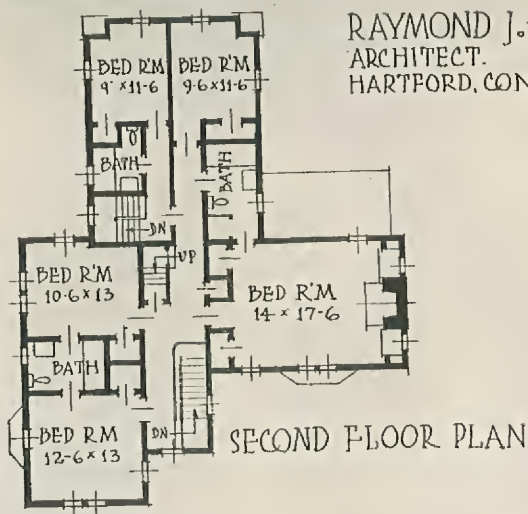 RAYMOND J.
ARCHITECT.
HARTFORD, CON
BED R'M
9' x 11-6
BED R'M
9-6 x 11-6
BATH
BATH
DN
UP
BED R'M
10-6 x 13
BED R'M
14- x 17-6
BATH
BED RM
12-6 x 13
DN
SECOND FLOOR PLAN